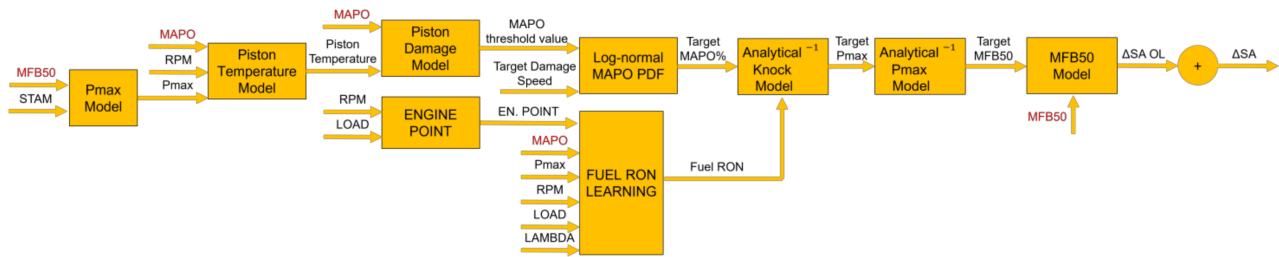 MFB50
STAM
Pmax
Model
MAPO
RPM
Pmax
Piston
Temperature
Model
Piston
Temperature
MAPO
Piston
Damage
Model
MAPO
threshold value
Target Damage
Speed
Log-normal
MAPO PDF
Target
MAPO%
Analytical ⁻¹
Knock
Model
Target
Pmax
Analytical ⁻¹
Pmax
Model
Target
MFB50
MFB50
Model
MFB50
ΔSA OL
+
ΔSA
RPM
LOAD
ENGINE
POINT
EN. POINT
MAPO
Pmax
RPM
LOAD
LAMBDA
FUEL RON
LEARNING
Fuel RON